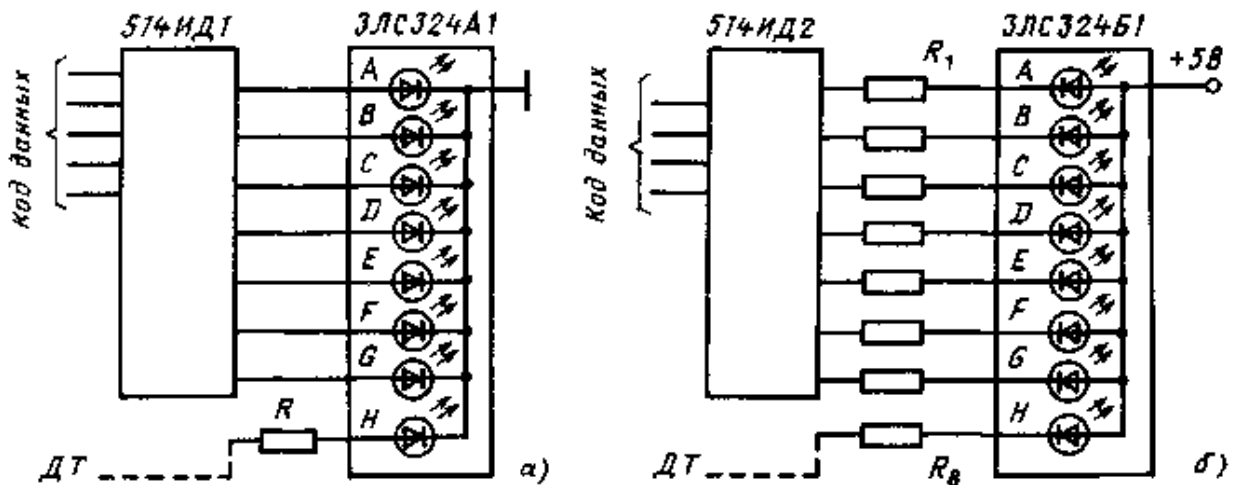 514ИД1
3ЛС324А1
Код данных
A
B
C
D
E
F
G
H
R
ДТ
а)
514ИД2
R1
3ЛС324Б1
+5В
Код данных
A
B
C
D
E
F
G
H
ДТ
R8
б)